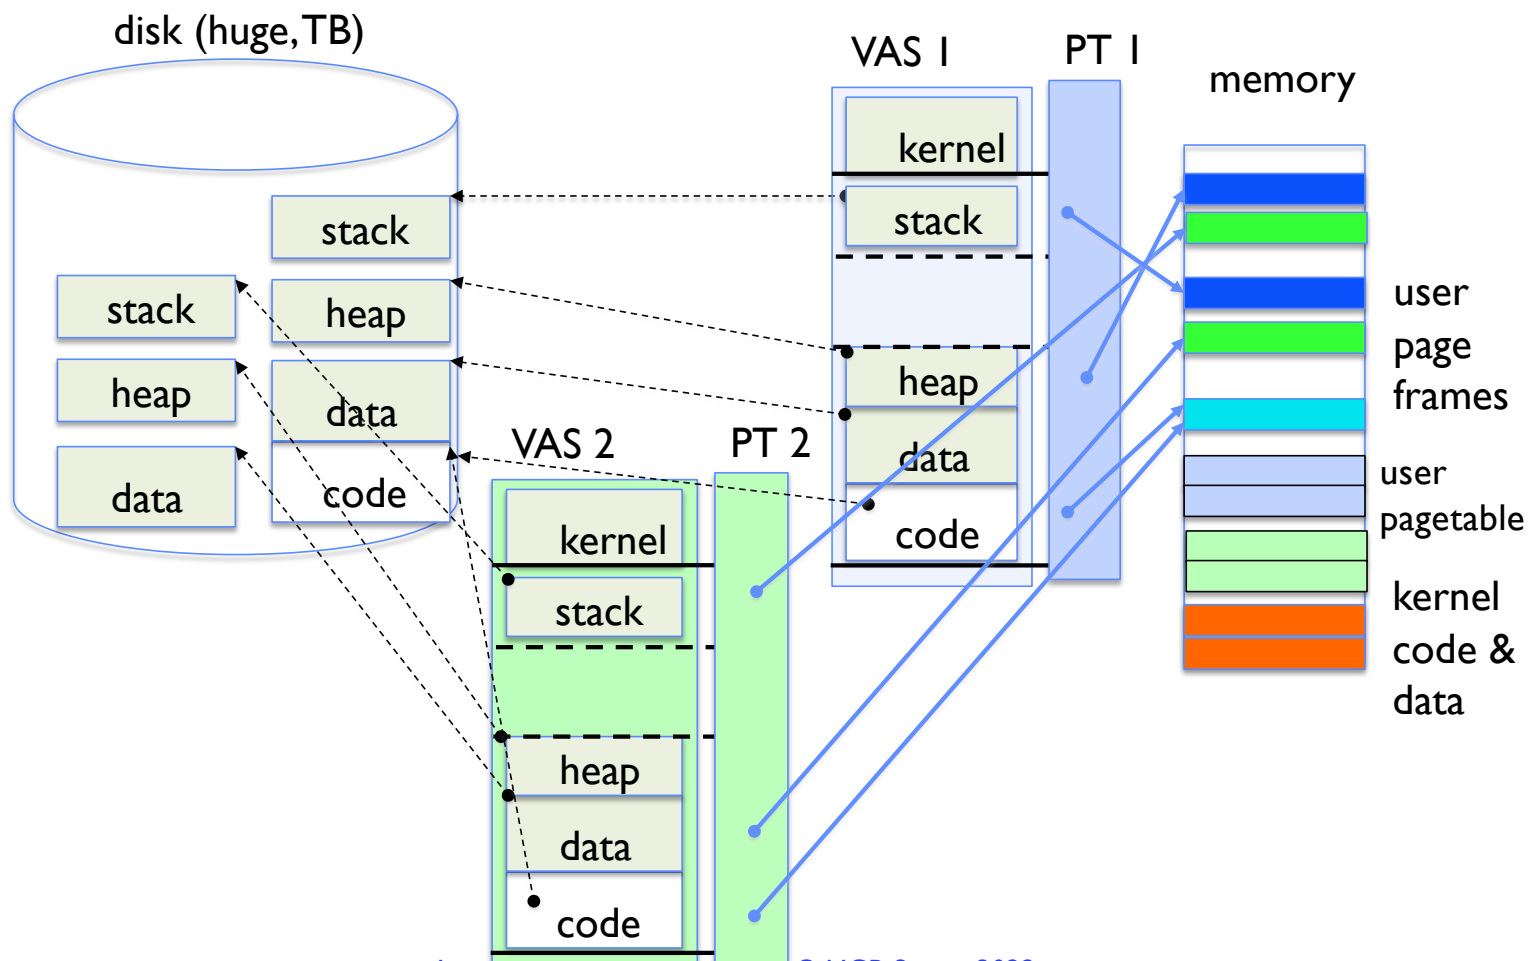 disk (huge, TB)
VAS 1
PT 1
memory
kernel
stack
stack
stack
heap
heap
heap
data
data
data
code
code
VAS 2
PT 2
kernel
stack
heap
data
code
user
page
frames
user
pagetable
kernel
code &
data